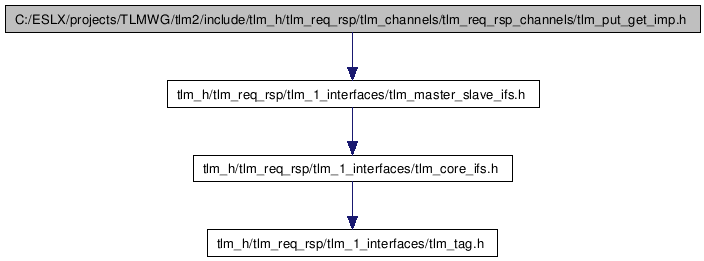 C:/ESLX/projects/TLMWG/tlm2/include/tlm_h/tlm_req_rsp/tlm_channels/tlm_req_rsp_channels/tlm_put_get_imp.h
tlm_h/tlm_req_rsp/tlm_1_interfaces/tlm_master_slave_ifs.h
tlm_h/tlm_req_rsp/tlm_1_interfaces/tlm_core_ifs.h
tlm_h/tlm_req_rsp/tlm_1_interfaces/tlm_tag.h